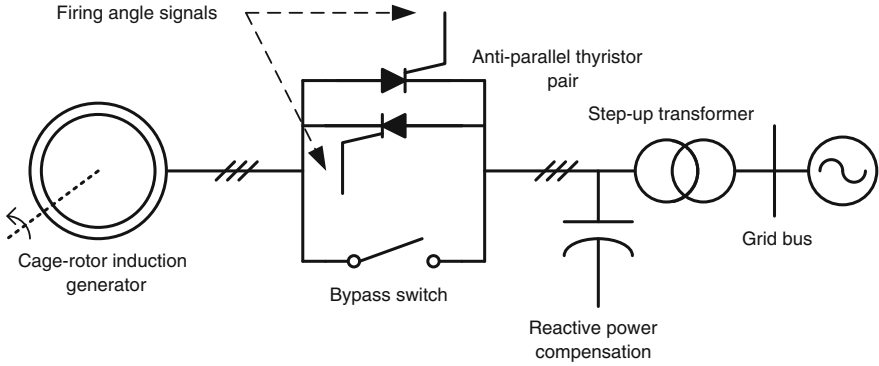 Firing angle signals
Anti-parallel thyristor
pair
Step-up transformer
Grid bus
Cage-rotor induction
generator
Bypass switch
Reactive power
compensation